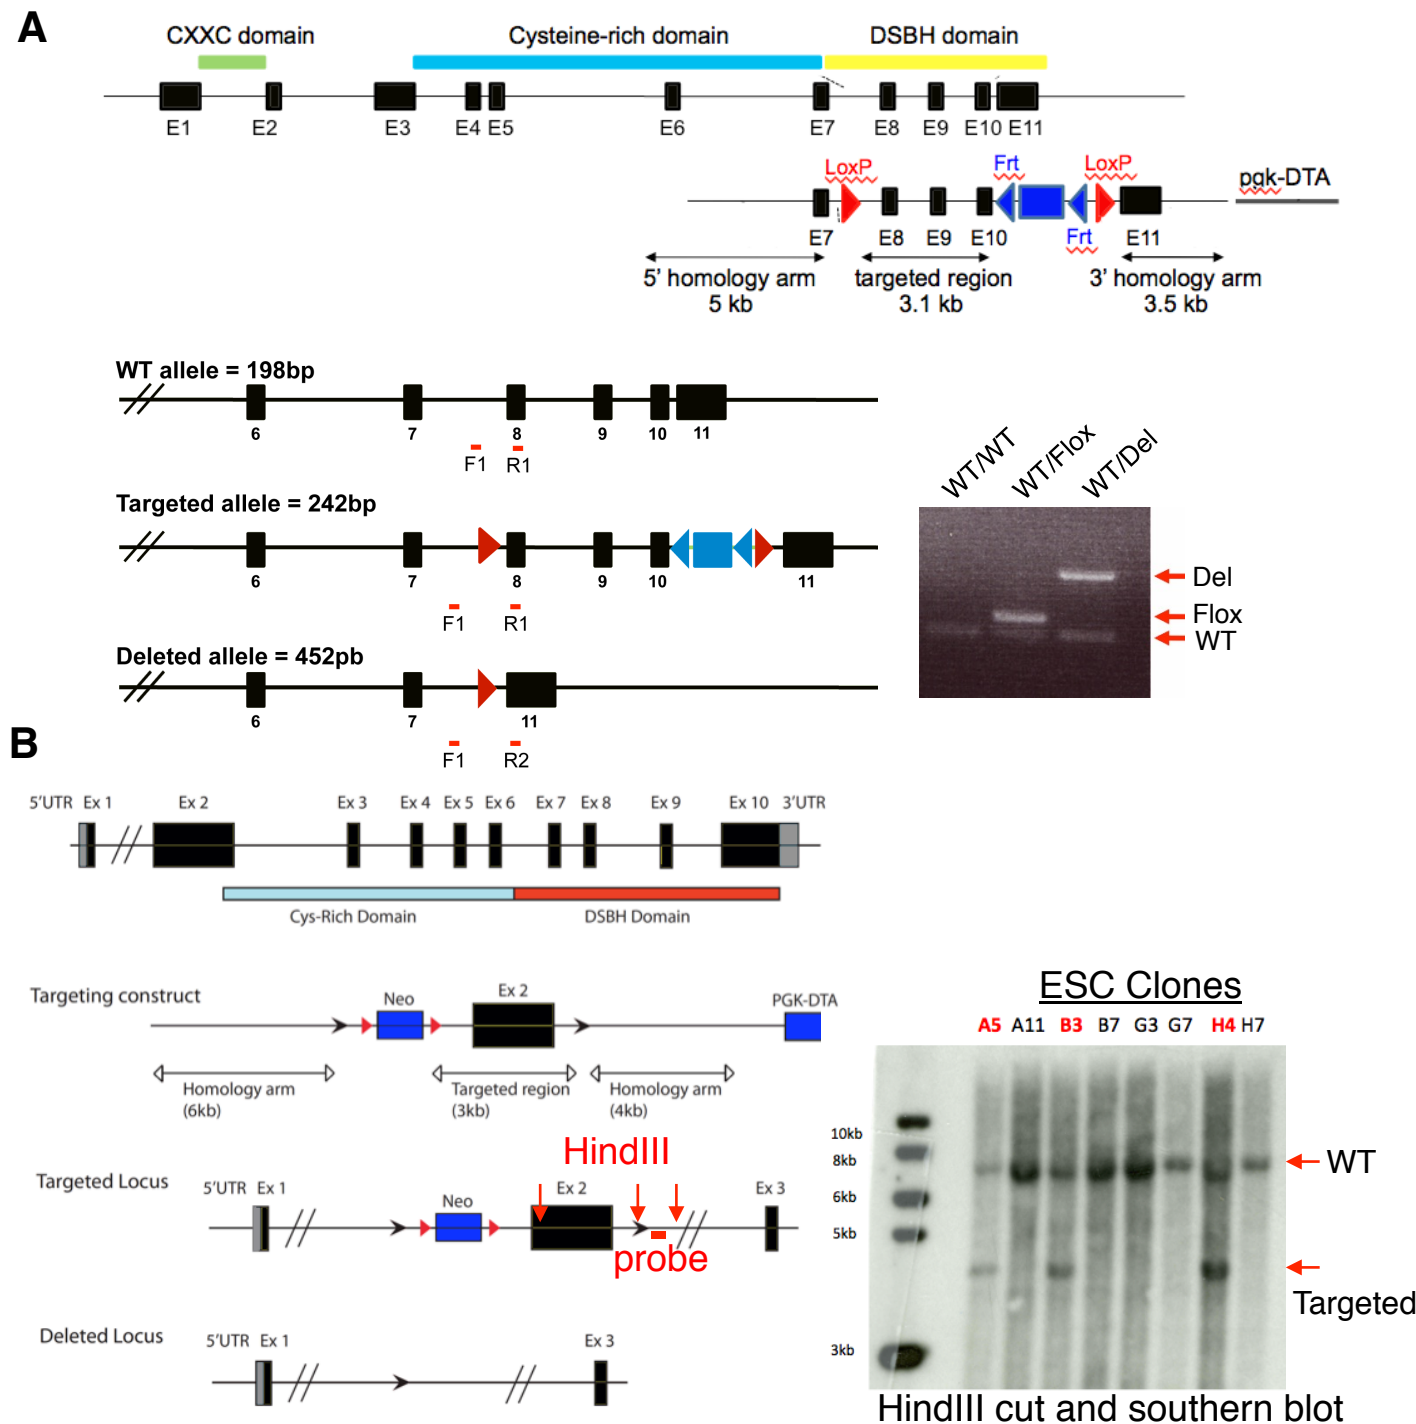 A
CXXC domain Cysteine-rich domain DSBH domain
E1 E2 E3 E4 E5 E6 E7 E8 E9 E10 E11
LoxP Frt LoxP pgk-DTA
E7 E8 E9 E10 Frt E11
5' homology arm targeted region 3' homology arm
5 kb 3.1 kb 3.5 kb
WT allele = 198bp
6 7 8 9 10 11
F1 R1
Targeted allele = 242bp
6 7 8 9 10 11
F1 R1
Deleted allele = 452pb
6 7 11
F1 R2
WT/WT WT/Flox WT/Del
Del
Flox
WT
B
5'UTR Ex 1 Ex 2 Ex 3 Ex 4 Ex 5 Ex 6 Ex 7 Ex 8 Ex 9 Ex 10 3'UTR
Cys-Rich Domain DSBH Domain
Targeting construct Neo Ex 2 PGK-DTA
Homology arm Targeted region Homology arm
(6kb) (3kb) (4kb)
HindIII
Targeted Locus 5'UTR Ex 1 Neo Ex 2 Ex 3
probe
Deleted Locus 5'UTR Ex 1 Ex 3
ESC Clones
A5 A11 B3 B7 G3 G7 H4 H7
10kb
8kb
6kb
5kb
3kb
WT
Targeted
HindIII cut and southern blot